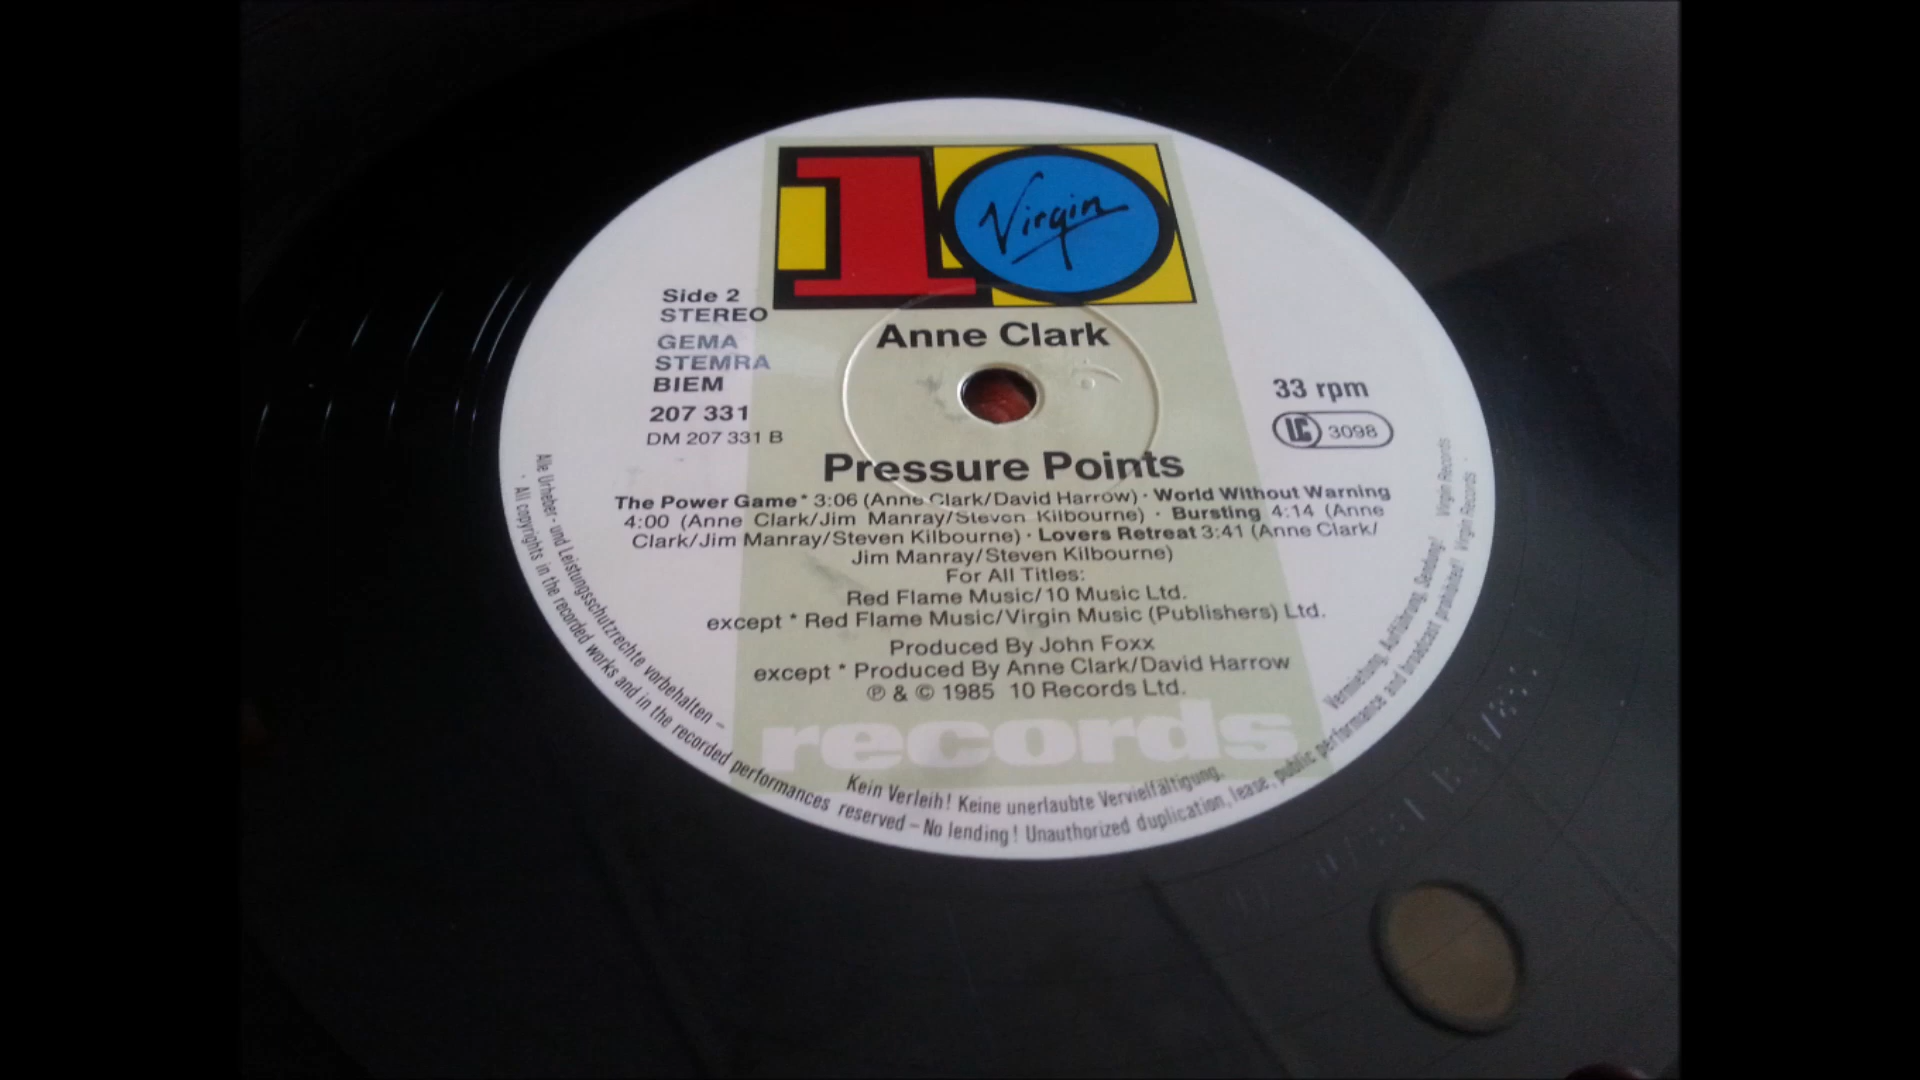 10
Virgin
Side 2
STEREO
GEMA
STEMRA
BIEM
207 331
DM 207 331 B
Anne Clark
33 rpm
LC 3098
Pressure Points
The Power Game* 3:06 (Anne Clark/David Harrow) · World Without Warning
4:00 (Anne Clark/Jim Manray/Steven Kilbourne) · Bursting 4:14 (Anne
Clark/Jim Manray/Steven Kilbourne) · Lovers Retreat 3:41 (Anne Clark/
Jim Manray/Steven Kilbourne)
For All Titles:
Red Flame Music/10 Music Ltd.
except * Red Flame Music/Virgin Music (Publishers) Ltd.
Produced By John Foxx
except * Produced By Anne Clark/David Harrow
℗ & © 1985 10 Records Ltd.
records
Alle Urheber- und Leistungsschutzrechte vorbehalten – Kein Verleih! Keine unerlaubte Vervielfältigung, Vermietung, Aufführung, Sendung! Virgin Records
· All copyrights in the recorded works and in the recorded performances reserved – No lending! Unauthorized duplication, lease, public performance and broadcast prohibited! Virgin Records ·